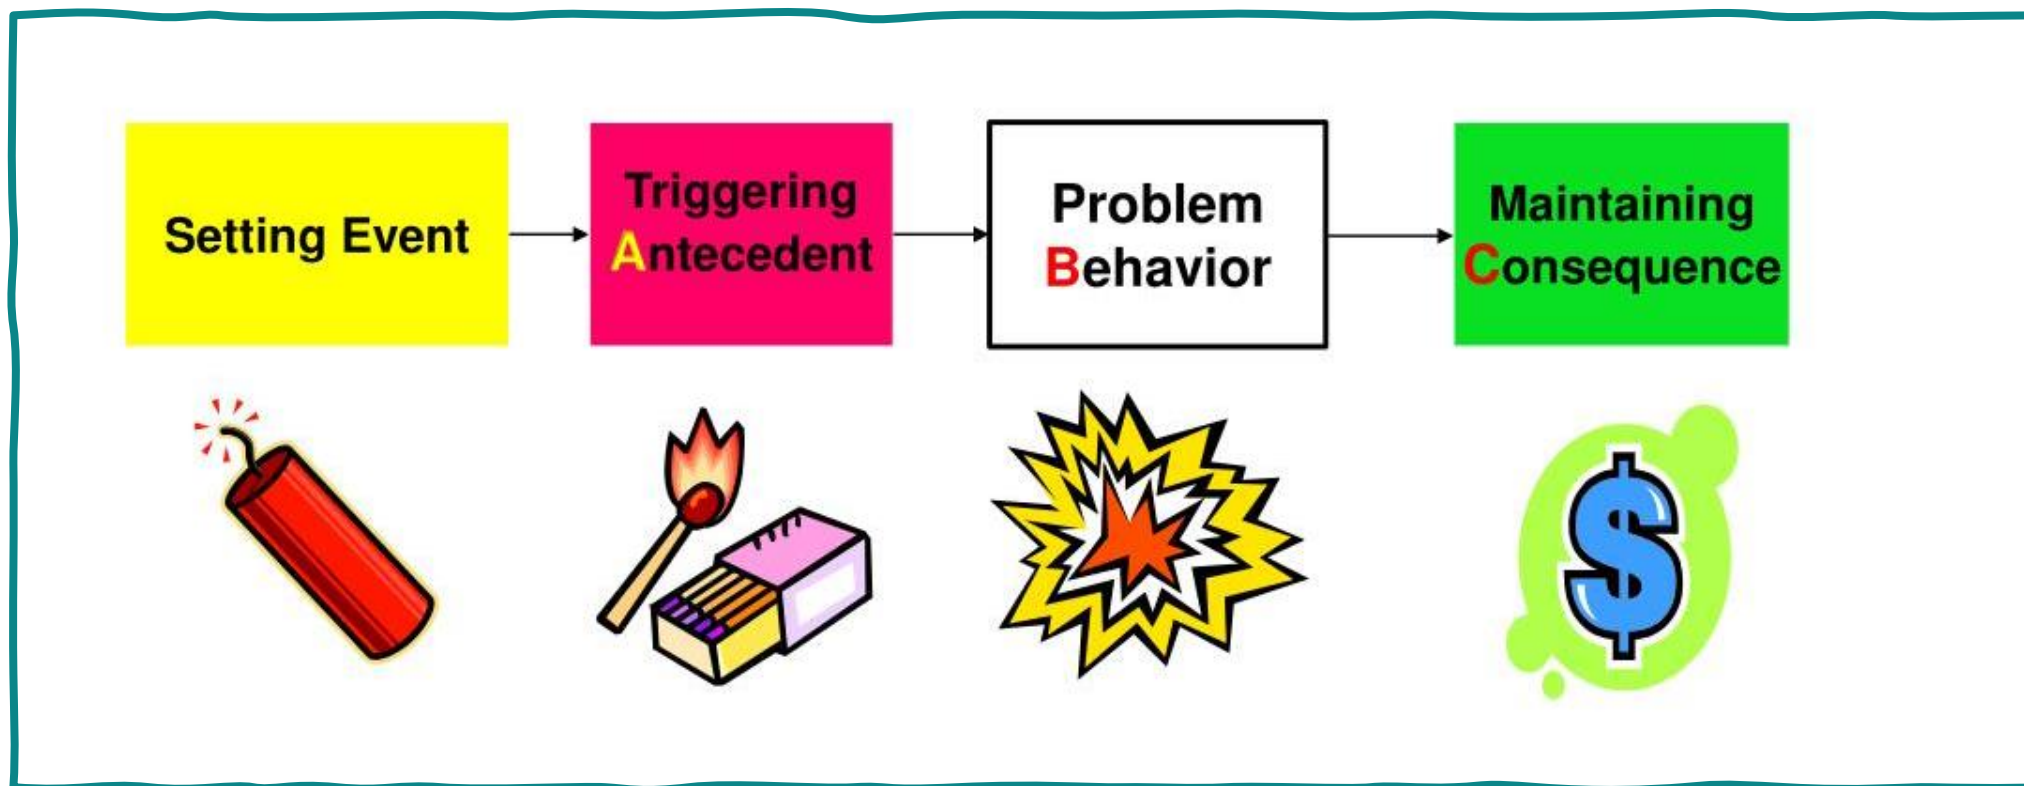 Setting Event
Triggering
Antecedent
Problem
Behavior
Maintaining
Consequence
$